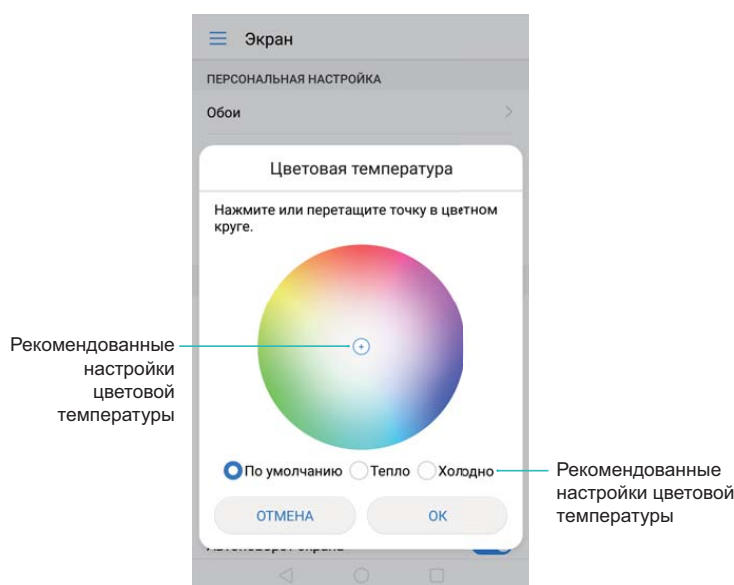 Экран
ПЕРСОНАЛЬНАЯ НАСТРОЙКА
Обои
Цветовая температура
Нажмите или перетащите точку в цветном
круге.
Рекомендованные
настройки
цветовой
температуры
По умолчанию Тепло Холодно
Рекомендованные
настройки цветовой
температуры
ОТМЕНА ОК